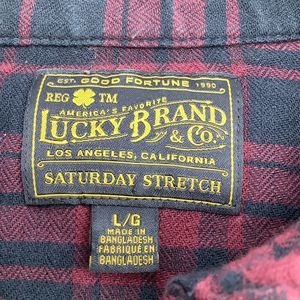 EST. GOOD FORTUNE 1990
REG TM
AMERICA'S FAVORITE
LUCKY BRAND
& CO.
LOS ANGELES, CALIFORNIA
SATURDAY STRETCH
L/G
MADE IN
BANGLADESH
FABRIQUÉ EN
BANGLADESH